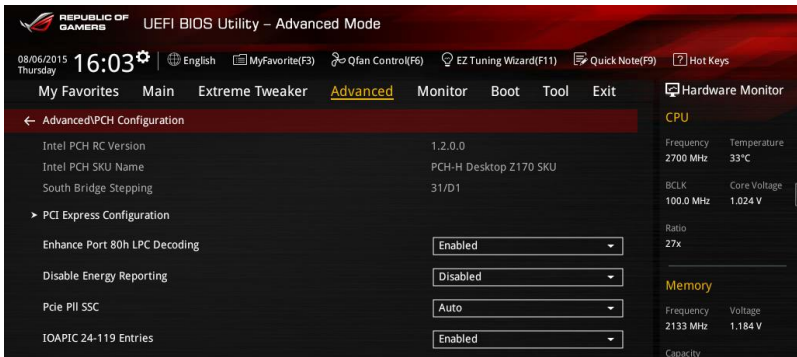 REPUBLIC OF GAMERS UEFI BIOS Utility – Advanced Mode
08/06/2015 Thursday 16:03 English MyFavorite(F3) Qfan Control(F6) EZ Tuning Wizard(F11) Quick Note(F9) ? Hot Keys
My Favorites Main Extreme Tweaker Advanced Monitor Boot Tool Exit Hardware Monitor
← Advanced\PCH Configuration
CPU
Intel PCH RC Version 1.2.0.0
Frequency Temperature
2700 MHz 33°C
Intel PCH SKU Name PCH-H Desktop Z170 SKU
South Bridge Stepping 31/D1
BCLK Core Voltage
100.0 MHz 1.024 V
> PCI Express Configuration
Ratio
27x
Enhance Port 80h LPC Decoding Enabled
Disable Energy Reporting Disabled
Memory
Pcie Pll SSC Auto
Frequency Voltage
2133 MHz 1.184 V
IOAPIC 24-119 Entries Enabled
Capacity